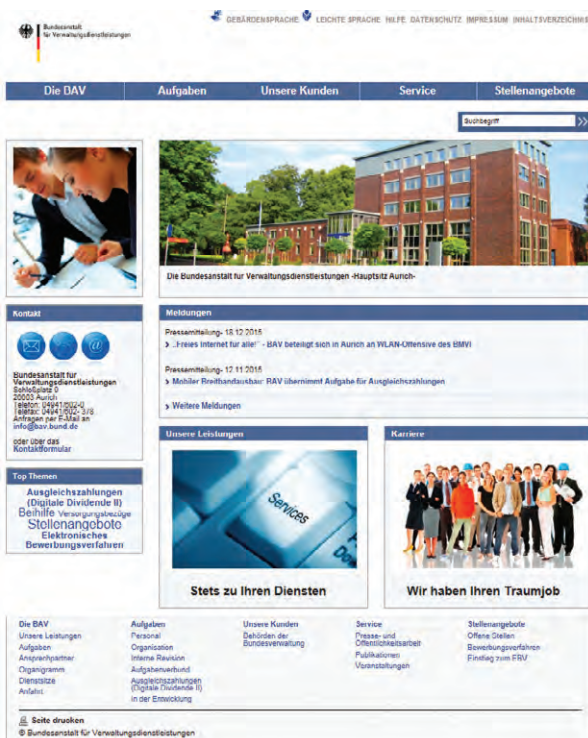 Bundesanstalt
für Verwaltungsdienstleistungen
GEBÄRDENSPRACHE LEICHTE SPRACHE HILFE DATENSCHUTZ IMPRESSUM INHALTSVERZEICHNIS
Die BAV Aufgaben Unsere Kunden Service Stellenangebote
Suchbegriff
Die Bundesanstalt für Verwaltungsdienstleistungen -Hauptsitz Aurich-
Kontakt
Bundesanstalt für
Verwaltungsdienstleistungen
Schloßplatz 9
26603 Aurich
Telefon: 04941/602-0
Telefax: 04941/602- 378
Anfragen per E-Mail an
info@bav.bund.de
oder über das
Kontaktformular
Meldungen
Pressemitteilung- 18.12.2015
„Freies Internet für alle!" - BAV beteiligt sich in Aurich an WLAN-Offensive des BMVI
Pressemitteilung- 12.11.2015
Mobiler Breitbandausbau: BAV übernimmt Aufgabe für Ausgleichszahlungen
Weitere Meldungen
Top Themen
Ausgleichszahlungen
(Digitale Dividende II)
Beihilfe Versorgungsbezüge
Stellenangebote
Elektronisches
Bewerbungsverfahren
Unsere Leistungen
Services
Stets zu Ihren Diensten
Karriere
Wir haben Ihren Traumjob
Die BAV
Unsere Leistungen
Aufgaben
Ansprechpartner
Organigramm
Dienstsitze
Anfahrt
Aufgaben
Personal
Organisation
Interne Revision
Aufgabenverbund
Ausgleichszahlungen
(Digitale Dividende II)
in der Entwicklung
Unsere Kunden
Behörden der
Bundesverwaltung
Service
Presse- und
Öffentlichkeitsarbeit
Publikationen
Veranstaltungen
Stellenangebote
Offene Stellen
Bewerbungsverfahren
Einstieg zum EBV
Seite drucken
© Bundesanstalt für Verwaltungsdienstleistungen